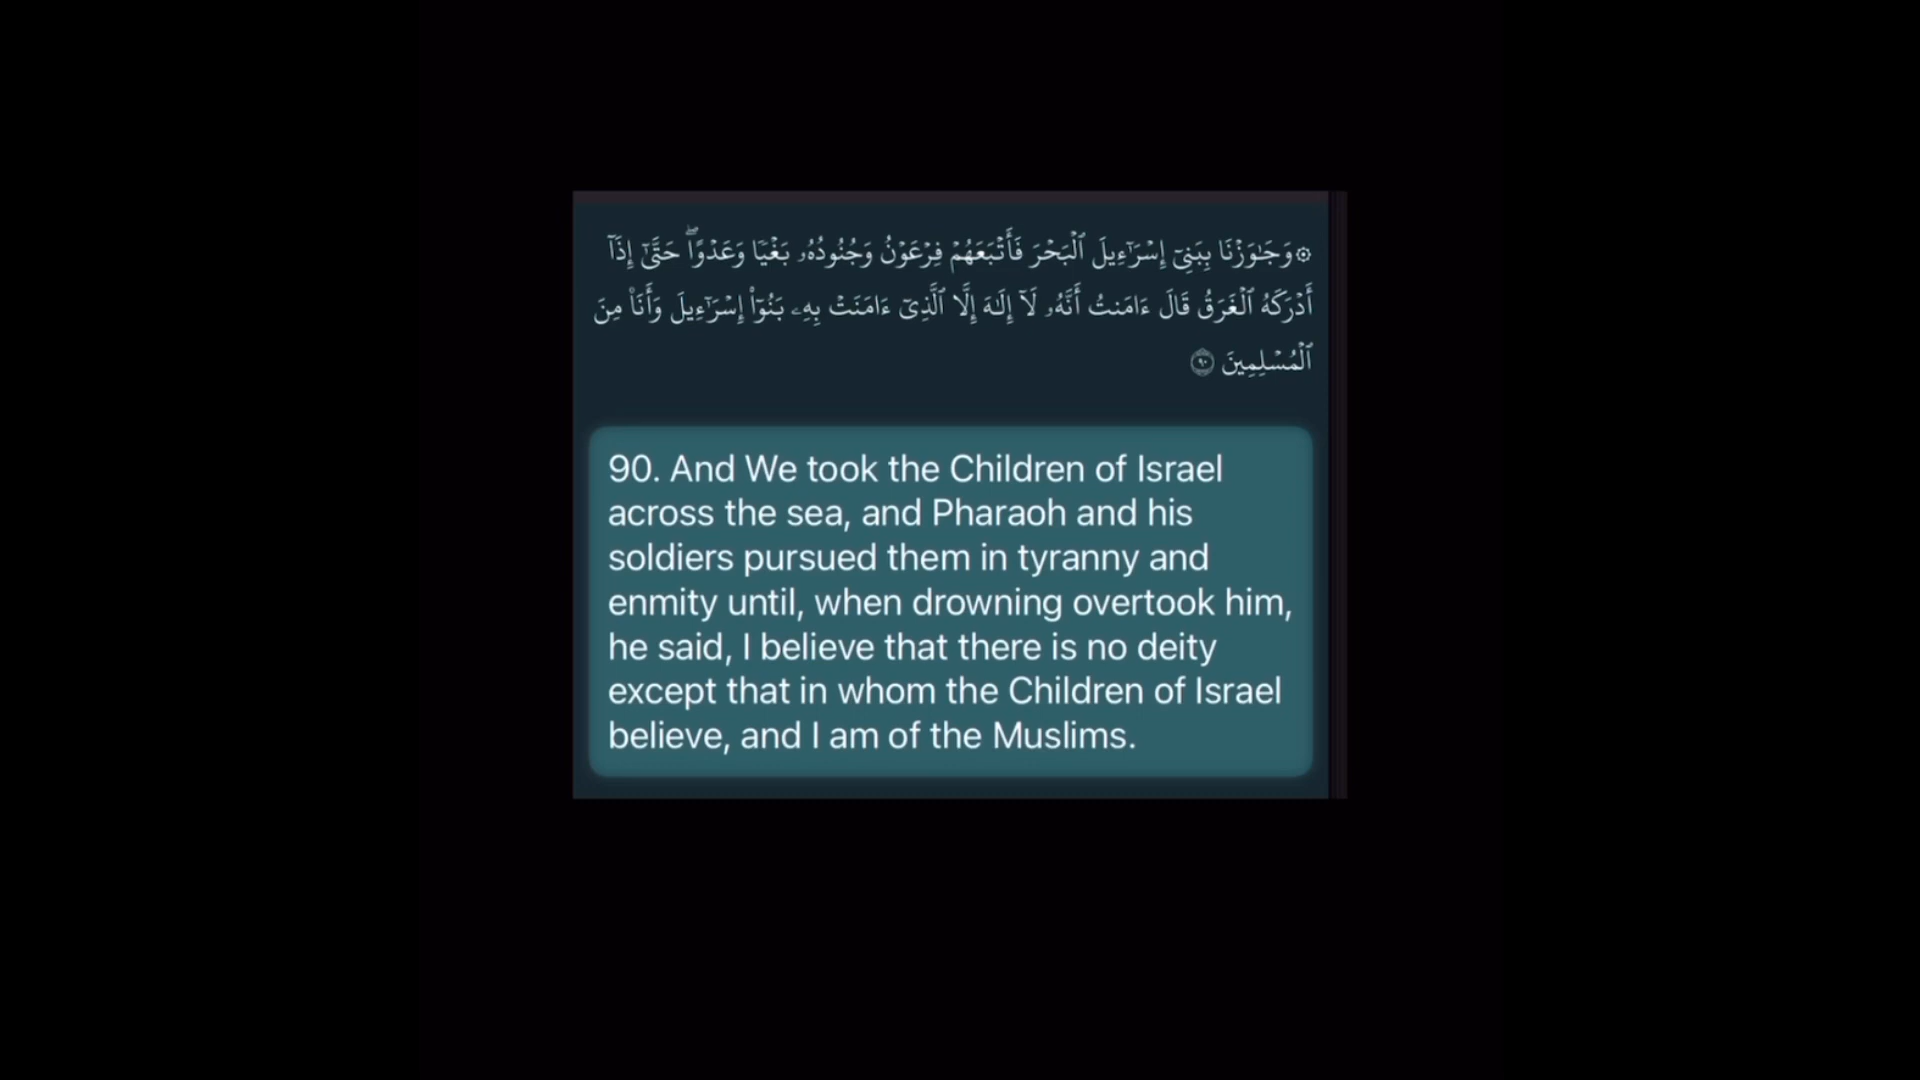 ۞ وَجَـٰوَزْنَا بِبَنِىٓ إِسْرَٰٓءِيلَ ٱلْبَحْرَ فَأَتْبَعَهُمْ فِرْعَوْنُ وَجُنُودُهُۥ بَغْيًا وَعَدْوًا ۖ حَتَّىٰٓ إِذَآ
أَدْرَكَهُ ٱلْغَرَقُ قَالَ ءَامَنتُ أَنَّهُۥ لَآ إِلَـٰهَ إِلَّا ٱلَّذِىٓ ءَامَنَتْ بِهِۦ بَنُوٓا۟ إِسْرَٰٓءِيلَ وَأَنَا۠ مِنَ
ٱلْمُسْلِمِينَ ٩٠
90. And We took the Children of Israel
across the sea, and Pharaoh and his
soldiers pursued them in tyranny and
enmity until, when drowning overtook him,
he said, I believe that there is no deity
except that in whom the Children of Israel
believe, and I am of the Muslims.